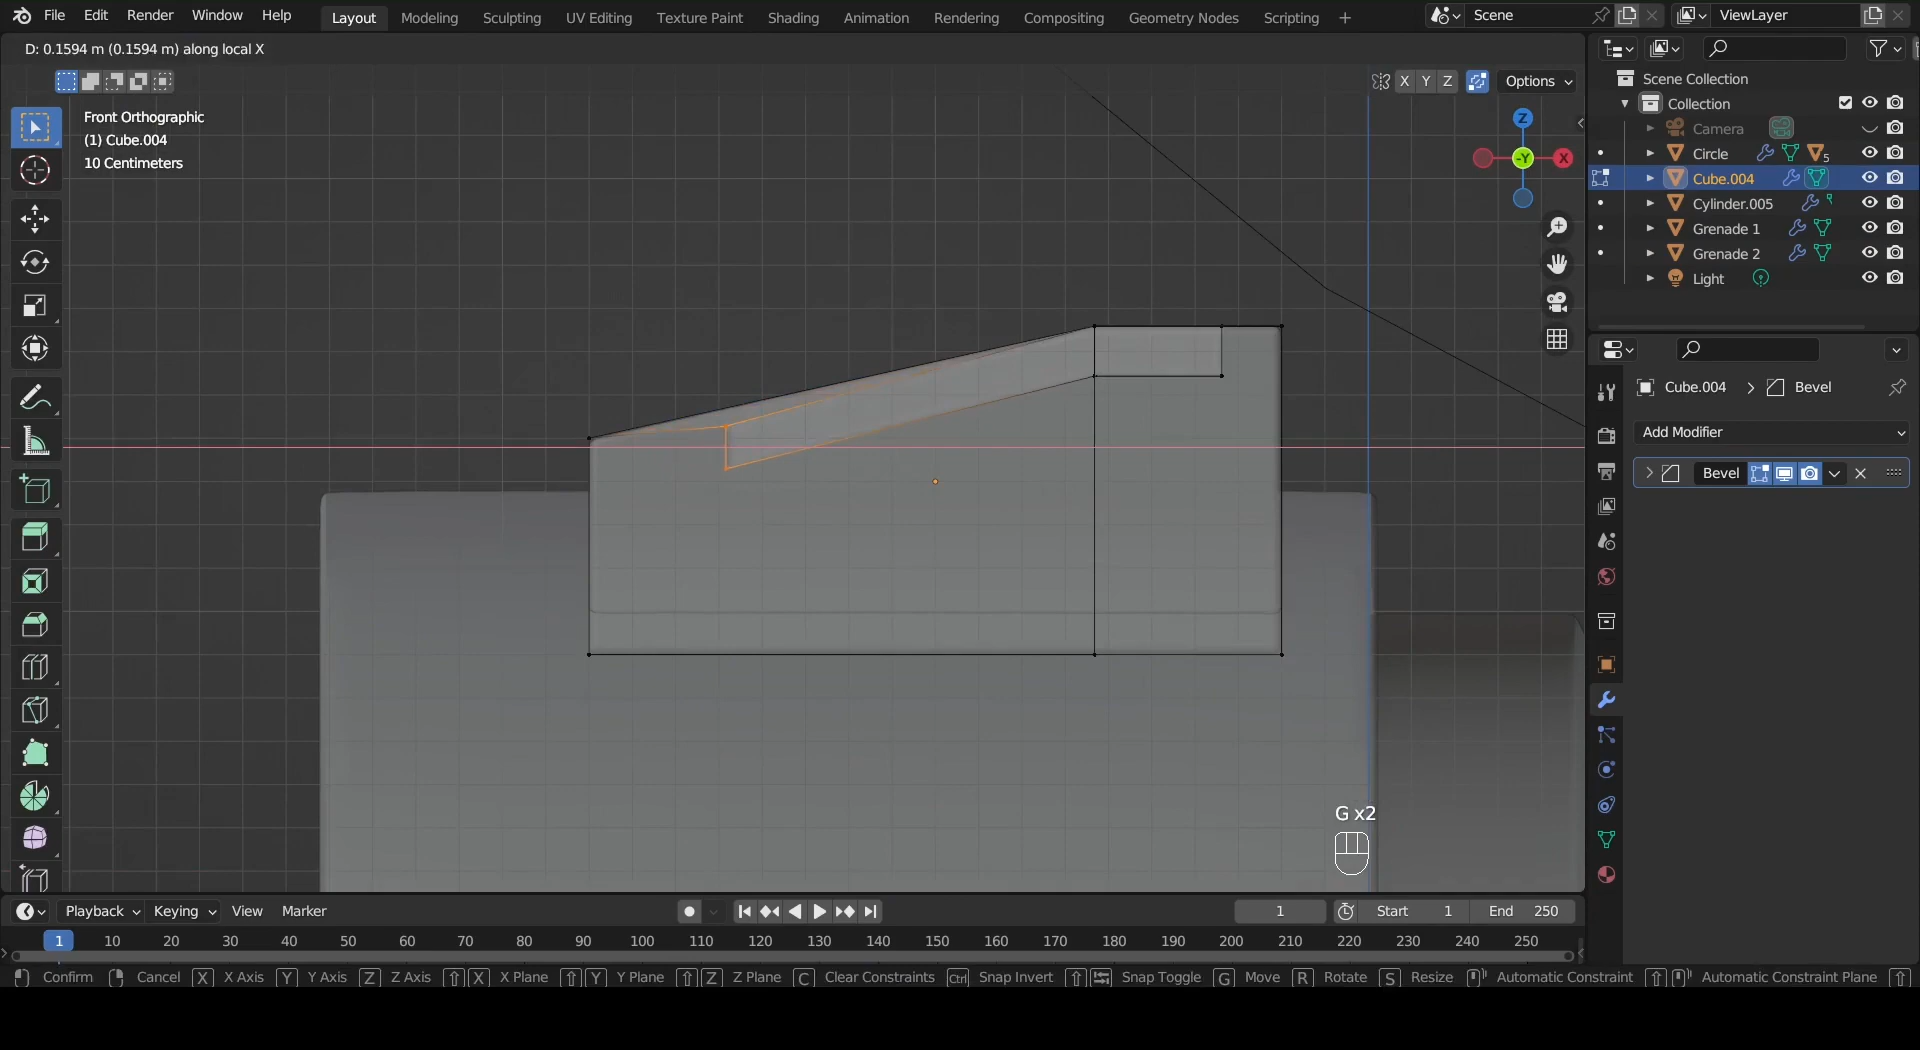 File Edit Render Window Help Layout Modeling Sculpting UV Editing Texture Paint Shading Animation Rendering Compositing Geometry Nodes Scripting + Scene ViewLayer
D: 0.1594 m (0.1594 m) along local X
X Y Z Options
Front Orthographic
(1) Cube.004
10 Centimeters
Z
-Y X
Scene Collection
Collection
Camera
Circle 5
Cube.004
Cylinder.005
Grenade 1
Grenade 2
Light
Cube.004 > Bevel
Add Modifier
Bevel
G x2
Playback Keying View Marker 1 Start 1 End 250
1 10 20 30 40 50 60 70 80 90 100 110 120 130 140 150 160 170 180 190 200 210 220 230 240 250
Confirm Cancel X X Axis Y Y Axis Z Z Axis X X Plane Y Y Plane Z Z Plane C Clear Constraints Ctrl Snap Invert Snap Toggle G Move R Rotate S Resize Automatic Constraint Automatic Constraint Plane